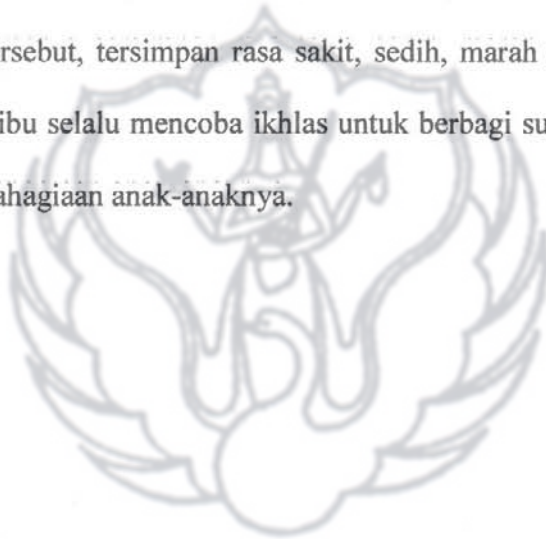 rsebut, tersimpan rasa sakit, sedih, marah
ibu selalu mencoba ikhlas untuk berbagi su
ahagiaan anak-anaknya.